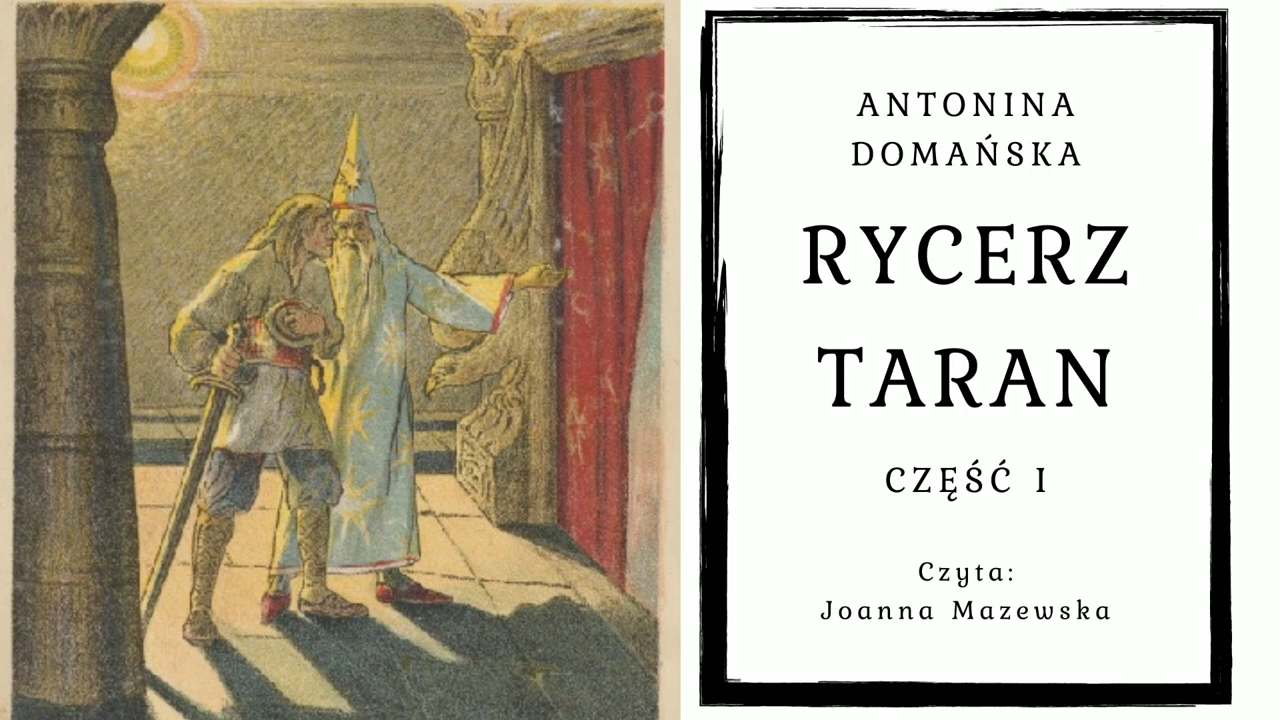 ANTONINA
DOMAŃSKA
RYCERZ
TARAN
CZĘŚĆ I
Czyta:
Joanna Mazewska